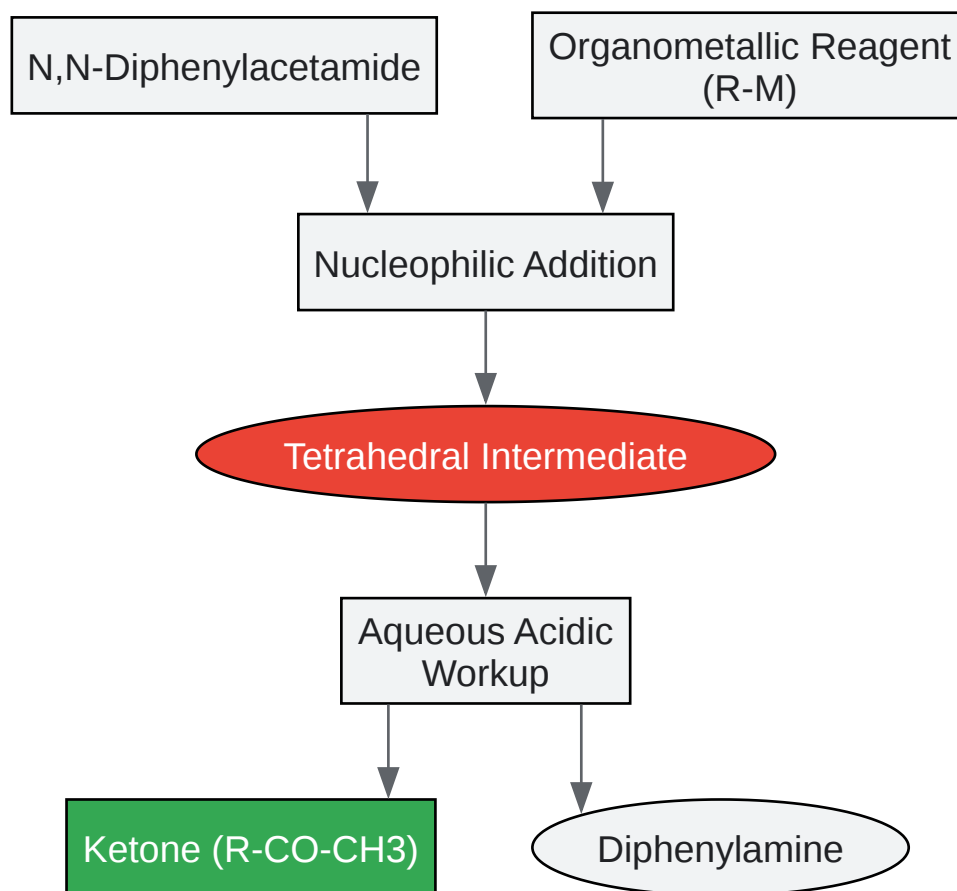 N,N-Diphenylacetamide
Organometallic Reagent
(R-M)
Nucleophilic Addition
Tetrahedral Intermediate
Aqueous Acidic
Workup
Ketone (R-CO-CH3)
Diphenylamine